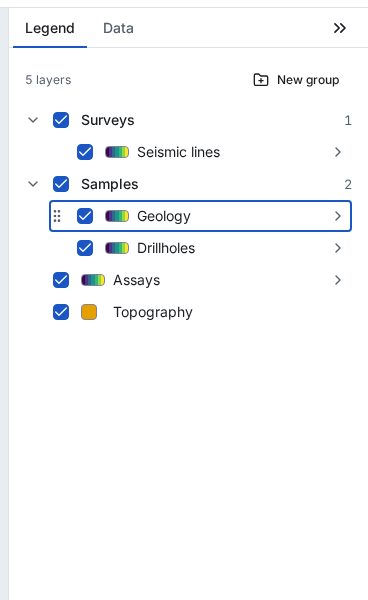 Legend Data
5 layers New group
Surveys 1
Seismic lines
Samples 2
Geology
Drillholes
Assays
Topography